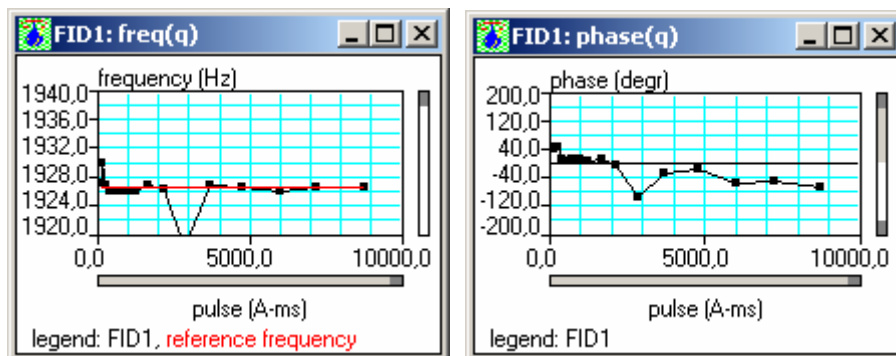 FID1: freq(q)
frequency (Hz)
1940,0
1936,0
1932,0
1928,0
1924,0
1920,0
0,0 5000,0 10000,0
pulse (A-ms)
legend: FID1, reference frequency
FID1: phase(q)
phase (degr)
200,0
120,0
40,0
-40,0
-120,0
-200,0
0,0 5000,0 10000,0
pulse (A-ms)
legend: FID1